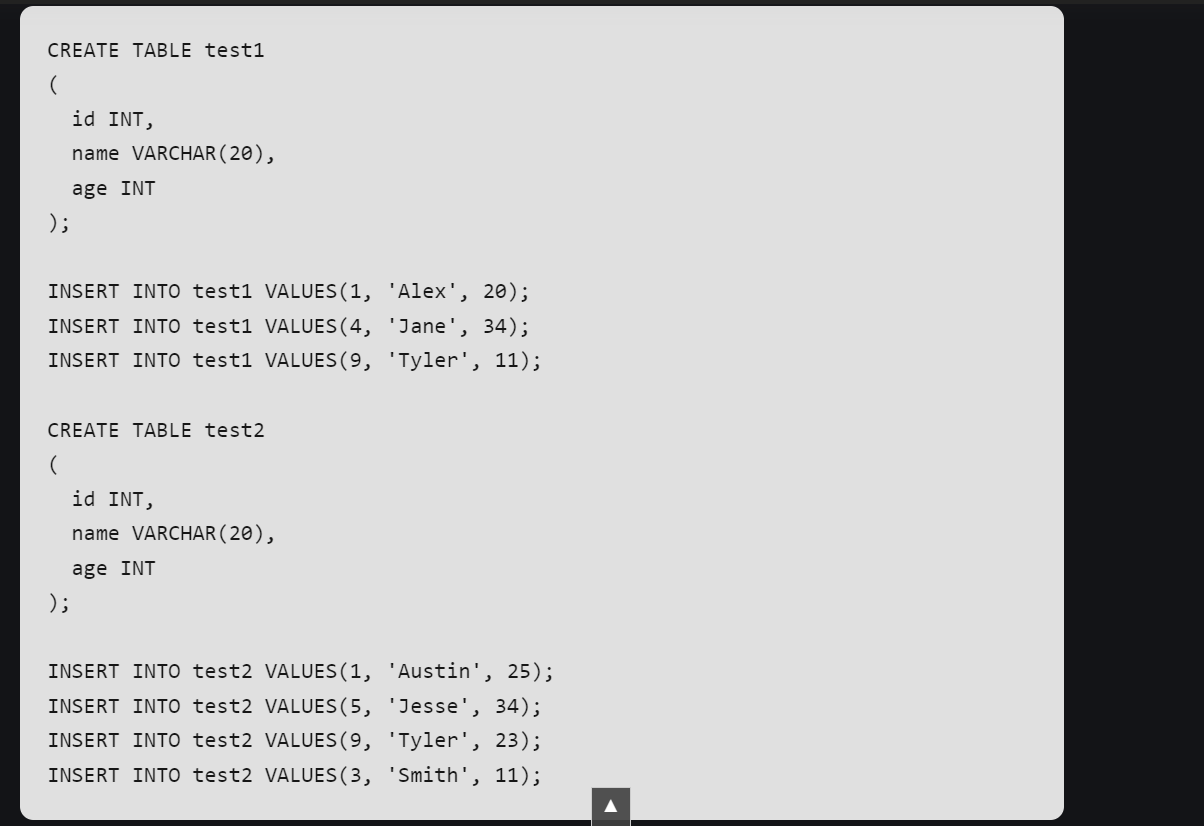 CREATE TABLE test1
(
  id INT,
  name VARCHAR(20),
  age INT
);

INSERT INTO test1 VALUES(1, 'Alex', 20);
INSERT INTO test1 VALUES(4, 'Jane', 34);
INSERT INTO test1 VALUES(9, 'Tyler', 11);

CREATE TABLE test2
(
  id INT,
  name VARCHAR(20),
  age INT
);

INSERT INTO test2 VALUES(1, 'Austin', 25);
INSERT INTO test2 VALUES(5, 'Jesse', 34);
INSERT INTO test2 VALUES(9, 'Tyler', 23);
INSERT INTO test2 VALUES(3, 'Smith', 11);